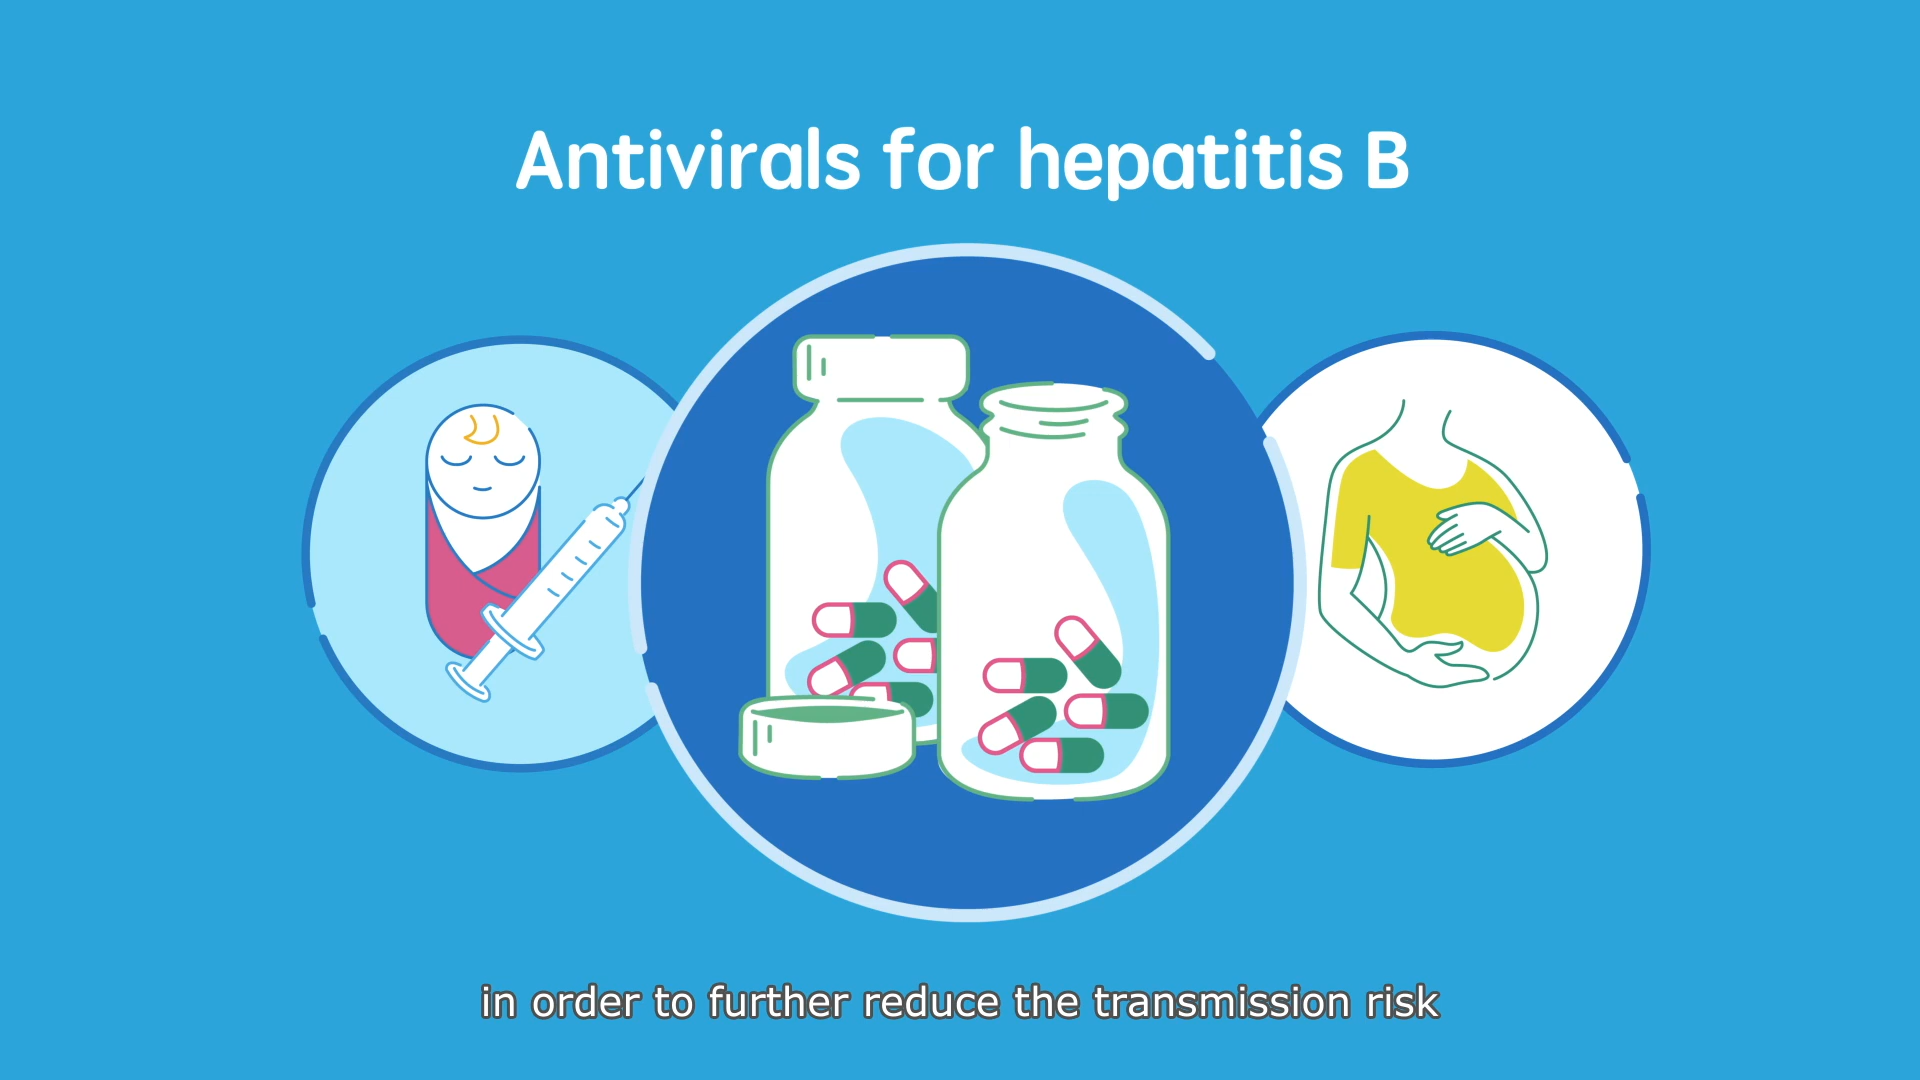 Antivirals for hepatitis B
in order to further reduce the transmission risk